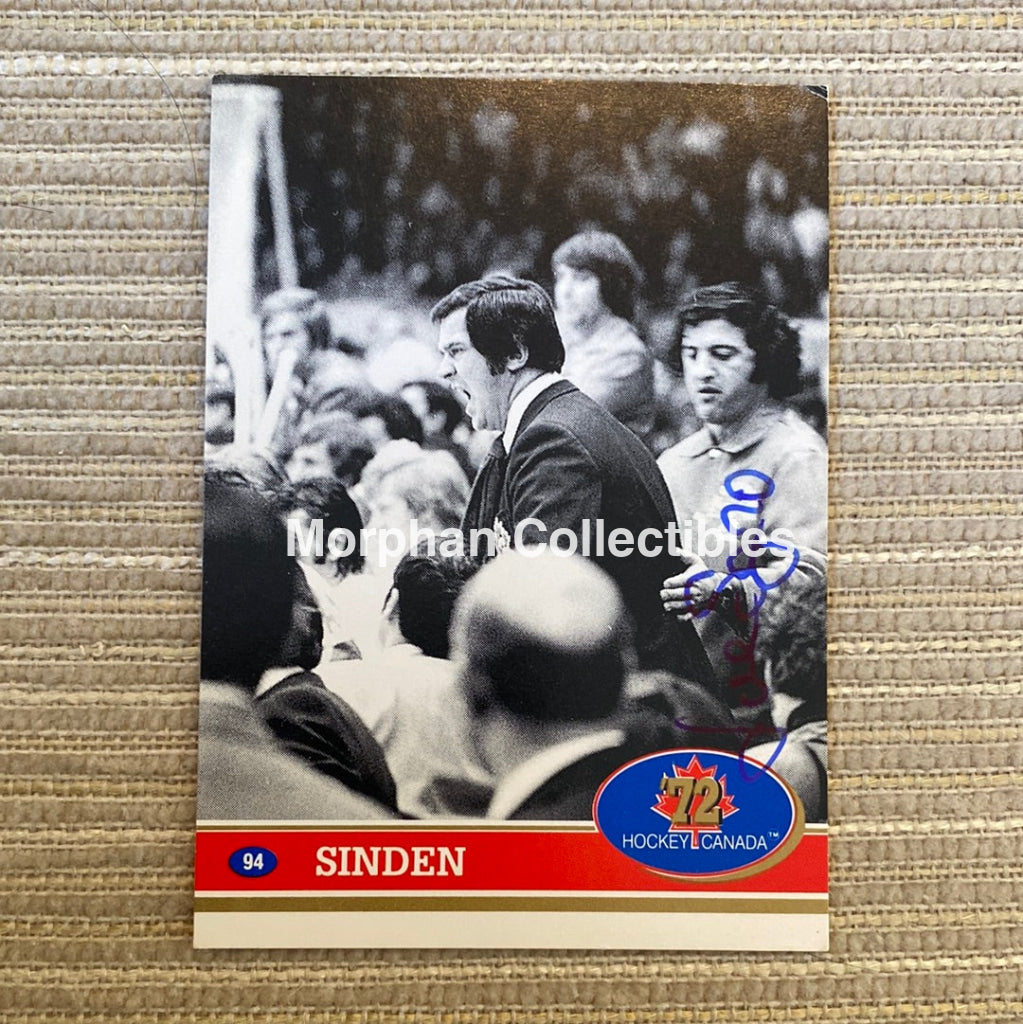 Morphan Collectibles
'72
HOCKEY CANADA™
94
SINDEN